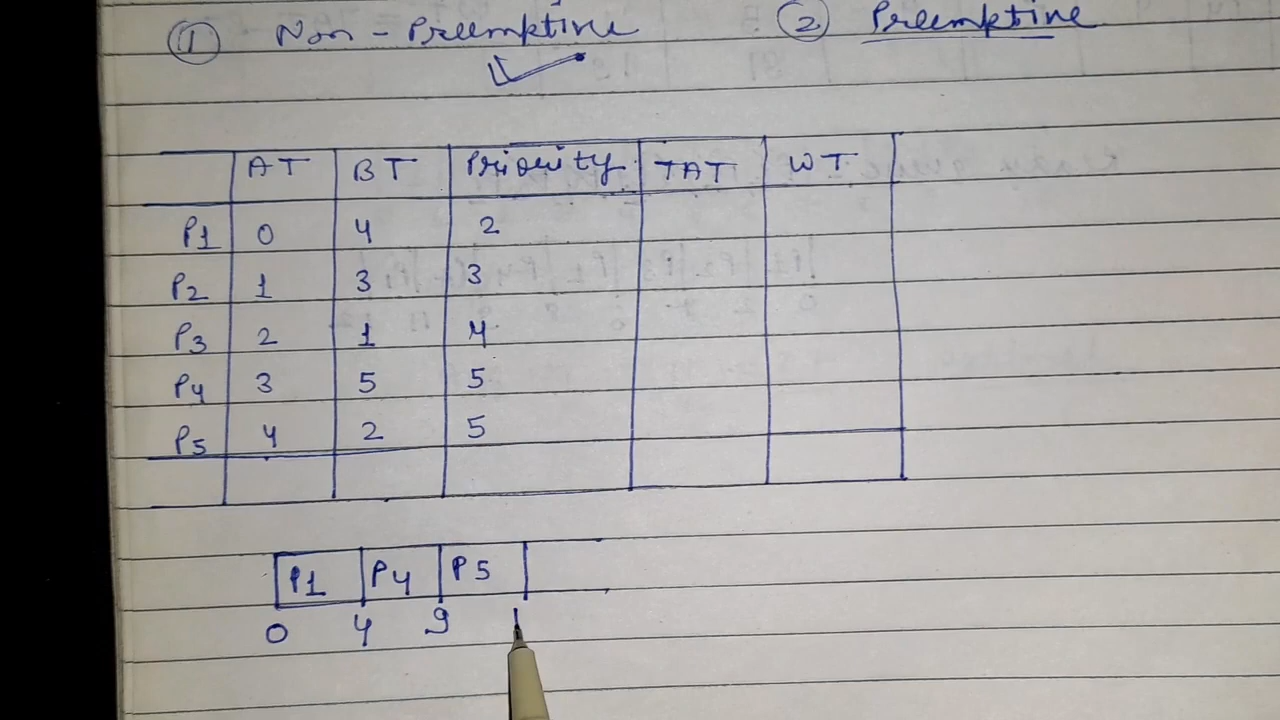 ① Non-Preemptive ② Preemptive
AT BT Priority TAT WT
P1 0 4 2
P2 1 3 3
P3 2 1 4
P4 3 5 5
P5 4 2 5
P1 P4 P5
0 4 9 1